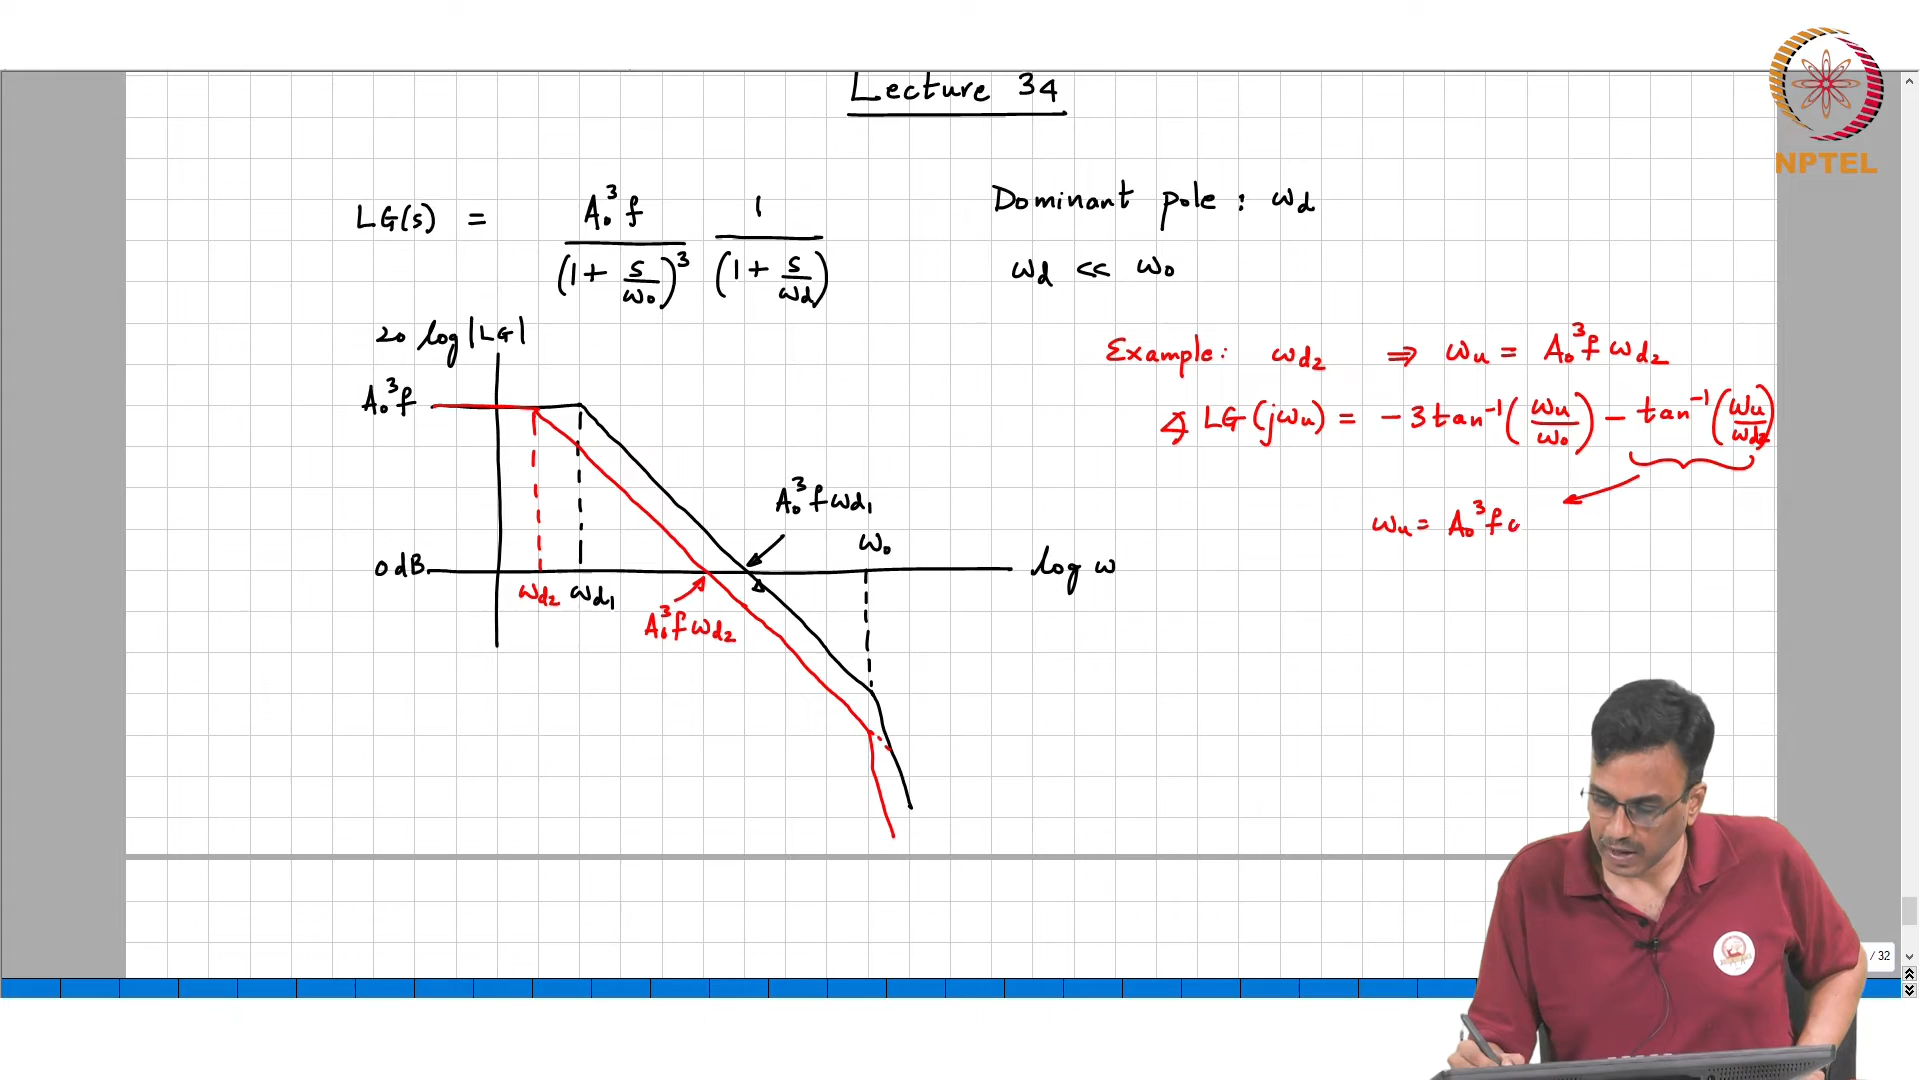 NPTEL
Lecture 34
LG(s) = A₀³f / (1 + s/ω₀)³ 1 / (1 + s/ωd)
Dominant pole : ωd
ωd << ω₀
20 log |LG|
A₀³f
0 dB
ωd2
ωd1
A₀³f ωd1
A₀³f ωd2
ω₀
log ω
Example: ωd2 ⇒ ωu = A₀³f ωd2
∡ LG(jωu) = -3 tan⁻¹(ωu/ω₀) - tan⁻¹(ωu/ωd2)
ωu = A₀³f
/ 32